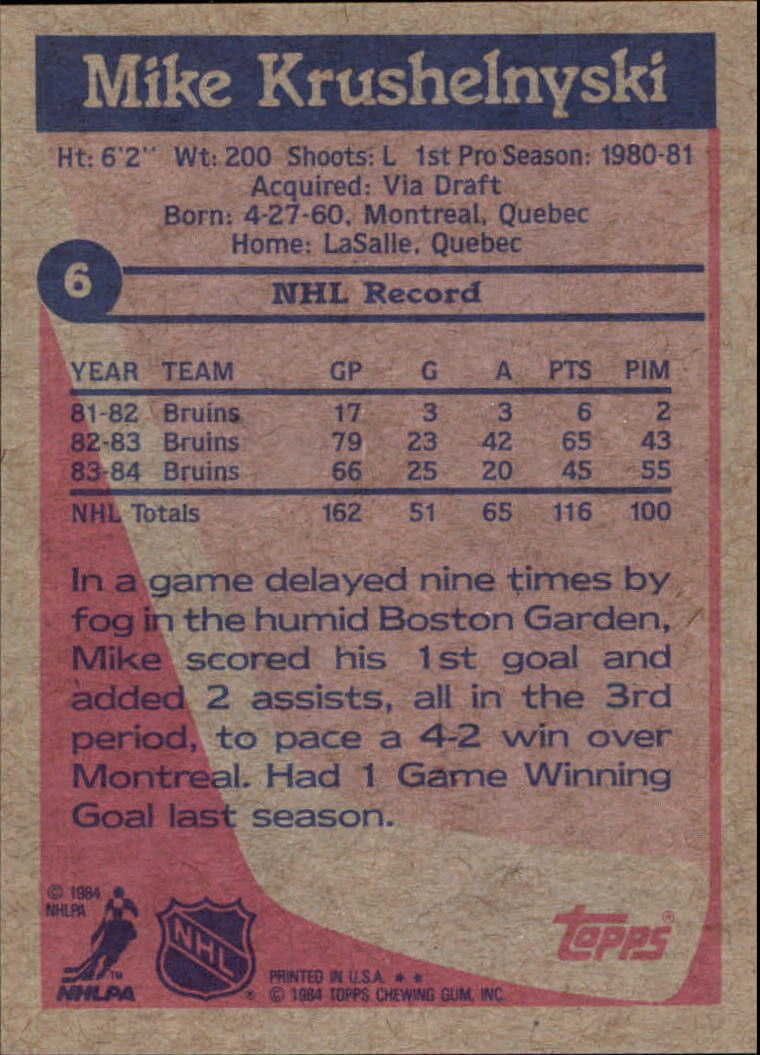 Mike Krushelnyski
Ht: 6'2" Wt: 200 Shoots: L 1st Pro Season: 1980-81
Acquired: Via Draft
Born: 4-27-60, Montreal, Quebec
Home: LaSalle, Quebec
6
NHL Record
YEAR TEAM GP G A PTS PIM
81-82 Bruins 17 3 3 6 2
82-83 Bruins 79 23 42 65 43
83-84 Bruins 66 25 20 45 55
NHL Totals 162 51 65 116 100
In a game delayed nine times by
fog in the humid Boston Garden,
Mike scored his 1st goal and
added 2 assists, all in the 3rd
period, to pace a 4-2 win over
Montreal. Had 1 Game Winning
Goal last season.
© 1984
NHLPA
NHLPA™
NHL®
topps®
PRINTED IN U.S.A. * *
© 1984 TOPPS CHEWING GUM, INC.